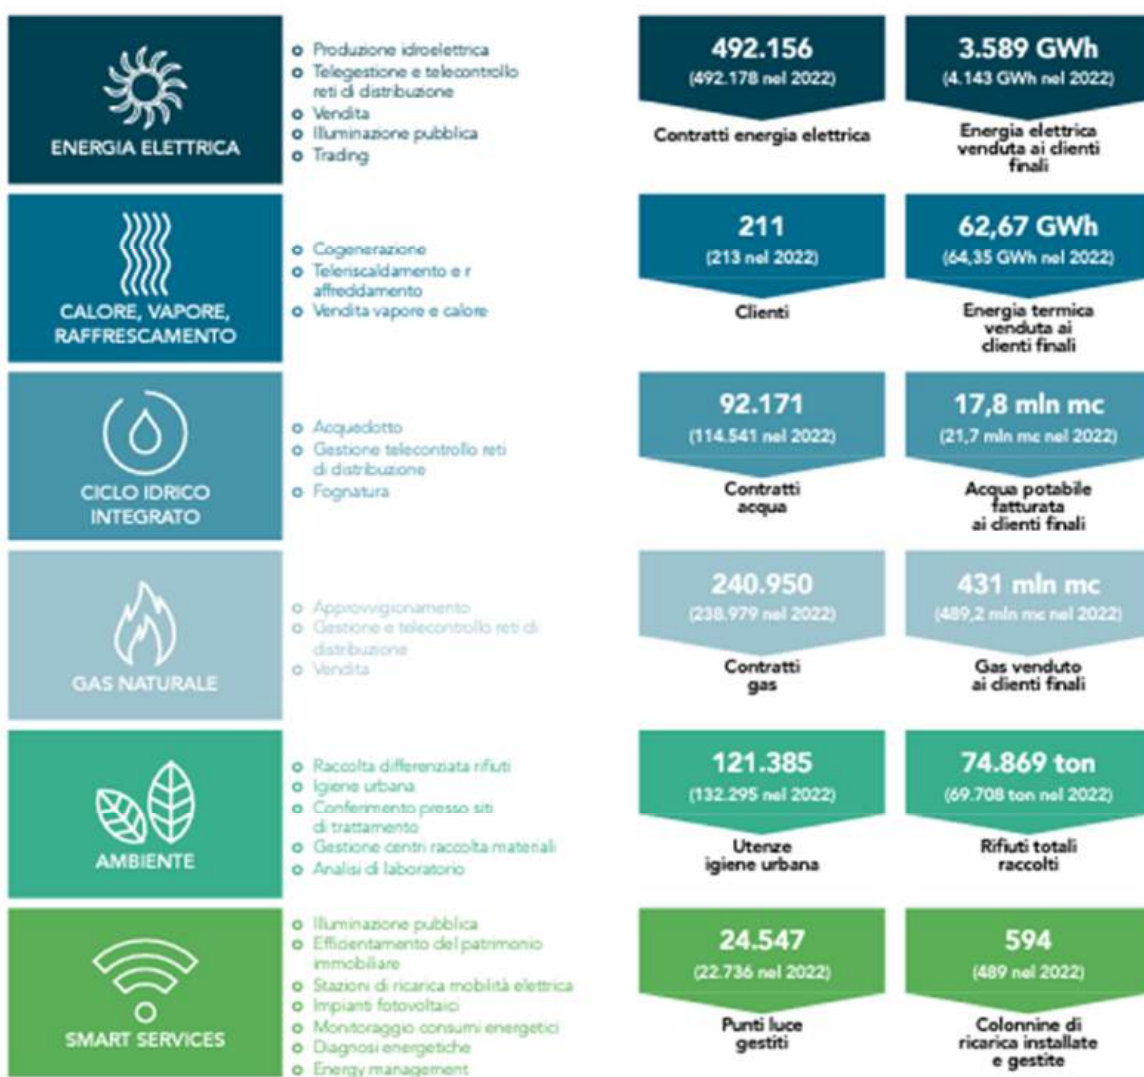 ENERGIA ELETTRICA
Produzione idroelettrica
Telegestione e telecontrollo
reti di distribuzione
Vendita
Illuminazione pubblica
Trading
492.156
(492.178 nel 2022)
Contratti energia elettrica
3.589 GWh
(4.143 GWh nel 2022)
Energia elettrica
venduta ai clienti
finali
CALORE, VAPORE,
RAFFRESCAMENTO
Cogenerazione
Teleriscaldamento e r
affreddamento
Vendita vapore e calore
211
(213 nel 2022)
Clienti
62,67 GWh
(64,35 GWh nel 2022)
Energia termica
venduta ai
clienti finali
CICLO IDRICO
INTEGRATO
Acquedotto
Gestione telecontrollo reti
di distribuzione
Fognatura
92.171
(114.541 nel 2022)
Contratti
acqua
17,8 mln mc
(21,7 mln mc nel 2022)
Acqua potabile
fatturata
ai clienti finali
GAS NATURALE
Approvvigionamento
Gestione e telecontrollo reti di
distribuzione
Vendita
240.950
(238.979 nel 2022)
Contratti
gas
431 mln mc
(489,2 mln mc nel 2022)
Gas venduto
ai clienti finali
AMBIENTE
Raccolta differenziata rifiuti
Igiene urbana
Conferimento presso siti
di trattamento
Gestione centri raccolta materiali
Analisi di laboratorio
121.385
(132.295 nel 2022)
Utenze
igiene urbana
74.869 ton
(69.708 ton nel 2022)
Rifiuti totali
raccolti
SMART SERVICES
Illuminazione pubblica
Efficientamento del patrimonio
immobiliare
Stazioni di ricarica mobilità elettrica
Impianti fotovoltaici
Monitoraggio consumi energetici
Diagnosi energetiche
Energy management
24.547
(22.736 nel 2022)
Punti luce
gestiti
594
(489 nel 2022)
Colonnine di
ricarica installate
e gestite